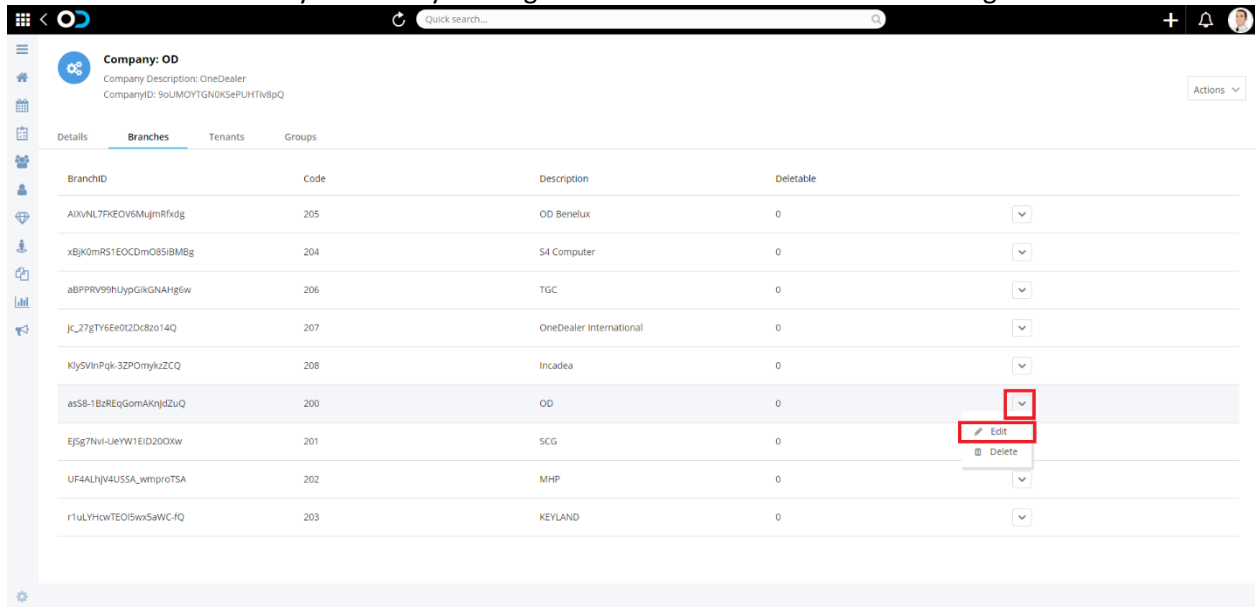 Quick search...
Company: OD
Company Description: OneDealer
CompanyID: 9oUMOYTGN0KSePUHTiv8pQ
Actions
Details Branches Tenants Groups
BranchID Code Description Deletable
AIXvNL7FKEOV6MujmRfxdg 205 OD Benelux 0
xBjK0mRS1EOCDmO85iBMBg 204 S4 Computer 0
aBPPRV99hUypGIkGNAHg6w 206 TGC 0
jc_27gTY6Ee0t2Dc8zo14Q 207 OneDealer International 0
KlySVInPqk-3ZPOmykzZCQ 208 Incadea 0
asS8-1BzREqGomAKnJdZuQ 200 OD 0
Edit
EjSg7NvI-UeYW1EID20OXw 201 SCG 0
Delete
UF4ALhjV4USSA_wmproTSA 202 MHP 0
r1uLYHcwTEOl5wx5aWC-fQ 203 KEYLAND 0